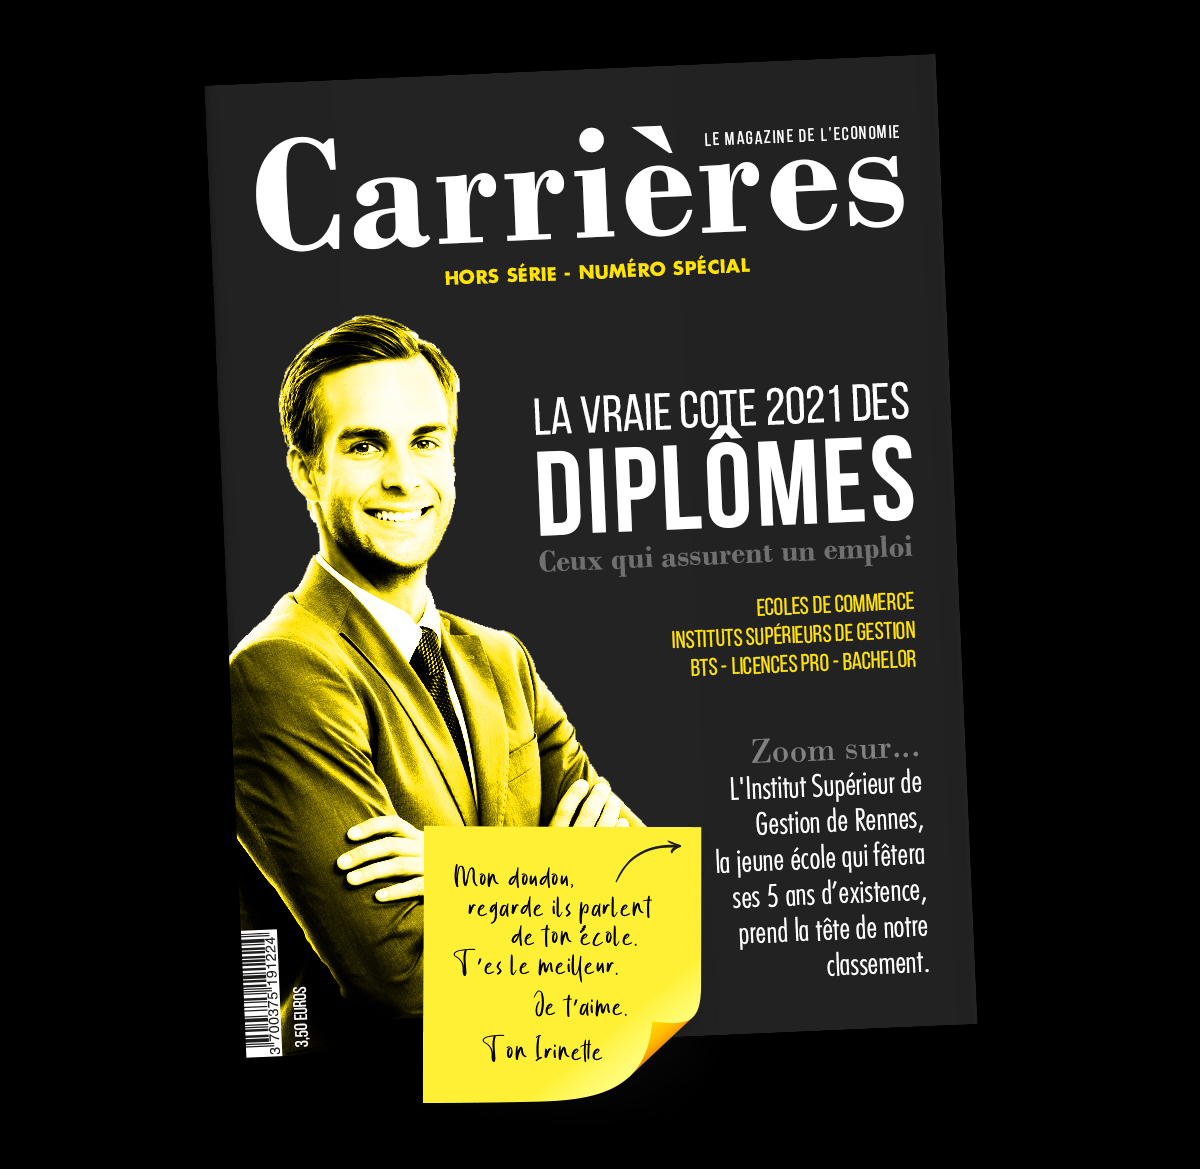 LE MAGAZINE DE L'ECONOMIE
Carrières
HORS SÉRIE - NUMÉRO SPÉCIAL
LA VRAIE COTE 2021 DES
DIPLÔMES
Ceux qui assurent un emploi
ECOLES DE COMMERCE
INSTITUTS SUPÉRIEURS DE GESTION
BTS - LICENCES PRO - BACHELOR
Zoom sur...
L'Institut Supérieur de
Gestion de Rennes,
la jeune école qui fêtera
ses 5 ans d’existence,
prend la tête de notre
classement.
Mon doudou,
regarde ils parlent
de ton école.
T'es le meilleur.
Je t'aime.
Ton Irinette
3 700375 191224
3,50 EUROS